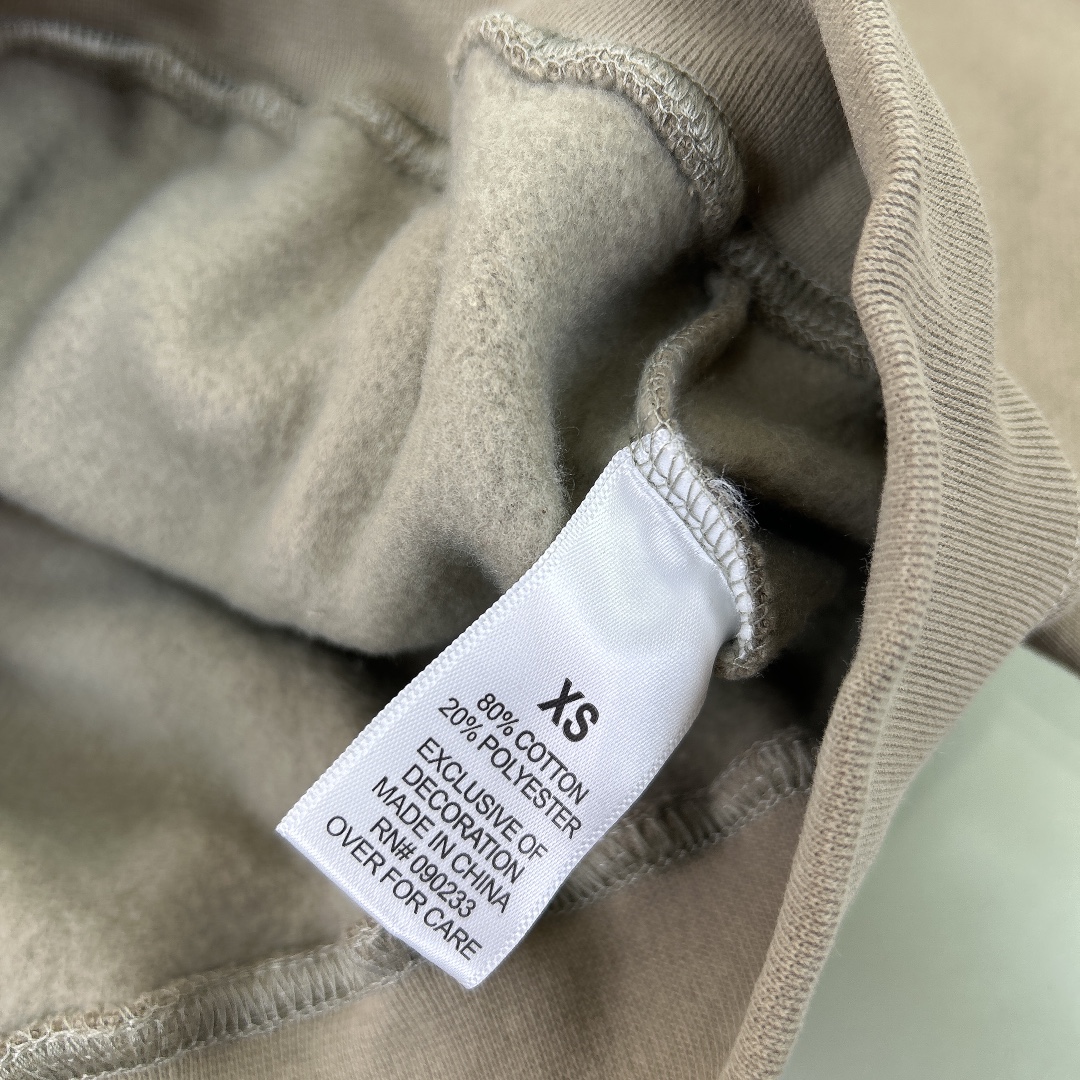 XS
80% COTTON
20% POLYESTER
EXCLUSIVE OF
DECORATION
MADE IN CHINA
RN# 090233
OVER FOR CARE